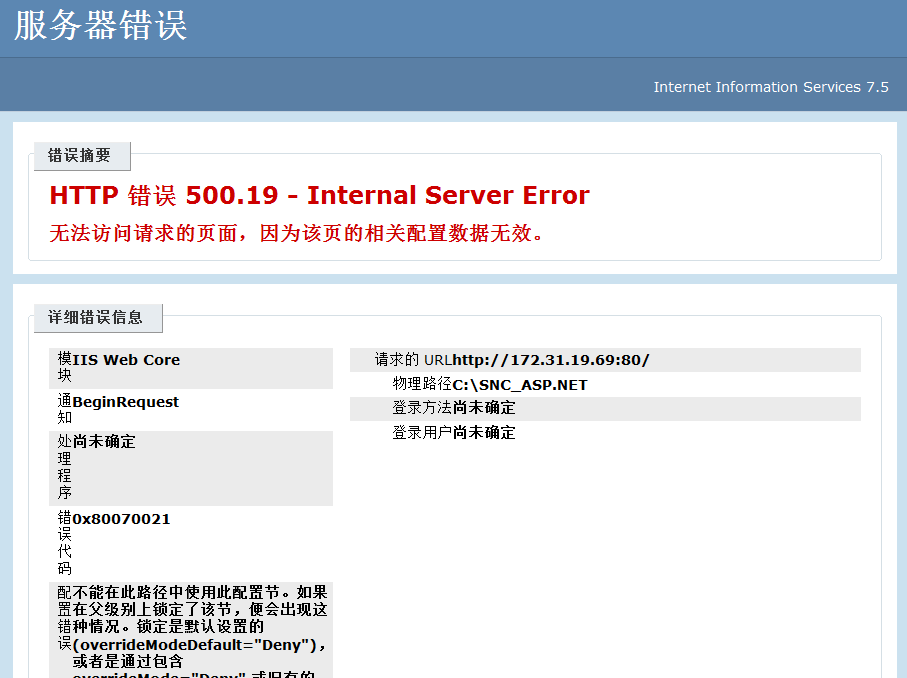 服务器错误
Internet Information Services 7.5
错误摘要
HTTP 错误 500.19 - Internal Server Error
无法访问请求的页面，因为该页的相关配置数据无效。
详细错误信息
模块 IIS Web Core
通知 BeginRequest
处理程序 尚未确定
错误代码 0x80070021
配置错误 不能在此路径中使用此配置节。如果
在父级别上锁定了该节，便会出现这
种情况。锁定是默认设置的
(overrideModeDefault="Deny")，
或者是通过包含
overrideMode="Deny" 或旧有的
请求的 URL http://172.31.19.69:80/
物理路径 C:\SNC_ASP.NET
登录方法 尚未确定
登录用户 尚未确定